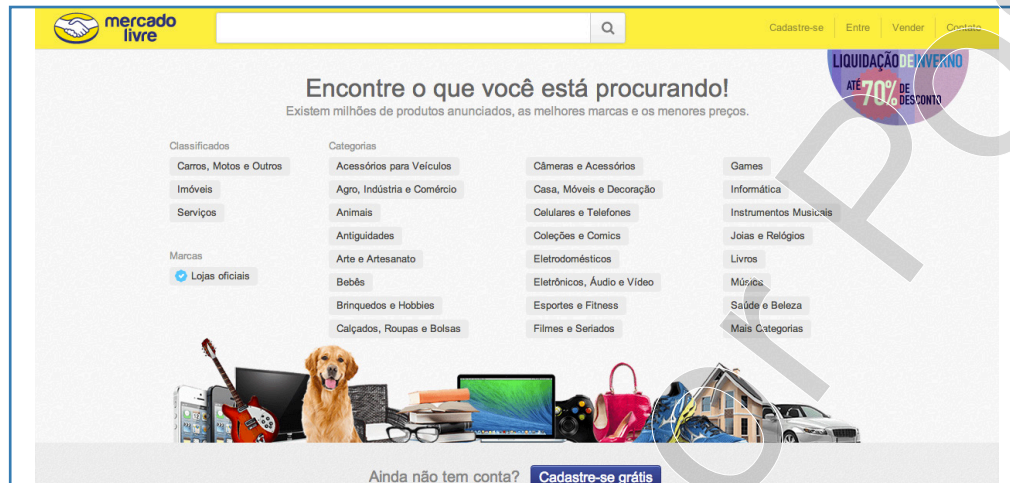 mercado
livre
Cadastre-se Entre Vender Contato
LIQUIDAÇÃO DE INVERNO
ATÉ 70% DE DESCONTO
Encontre o que você está procurando!
Existem milhões de produtos anunciados, as melhores marcas e os menores preços.
Classificados
Carros, Motos e Outros
Imóveis
Serviços
Marcas
Lojas oficiais
Categorias
Acessórios para Veículos
Agro, Indústria e Comércio
Animais
Antiguidades
Arte e Artesanato
Bebês
Brinquedos e Hobbies
Calçados, Roupas e Bolsas
Câmeras e Acessórios
Casa, Móveis e Decoração
Celulares e Telefones
Coleções e Comics
Eletrodomésticos
Eletrônicos, Áudio e Vídeo
Esportes e Fitness
Filmes e Seriados
Games
Informática
Instrumentos Musicais
Joias e Relógios
Livros
Música
Saúde e Beleza
Mais Categorias
Ainda não tem conta? Cadastre-se grátis